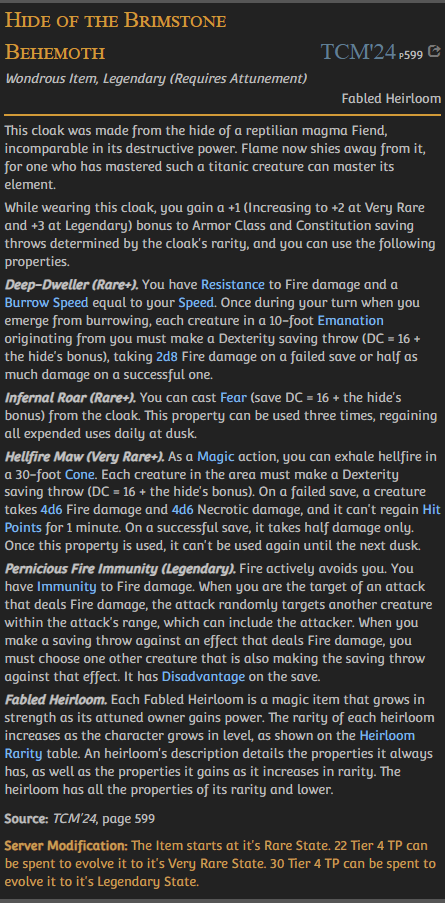 Hide of the Brimstone
Behemoth TCM'24 P599
Wondrous Item, Legendary (Requires Attunement)
Fabled Heirloom
This cloak was made from the hide of a reptilian magma Fiend,
incomparable in its destructive power. Flame now shies away from it,
for one who has mastered such a titanic creature can master its
element.
While wearing this cloak, you gain a +1 (Increasing to +2 at Very Rare
and +3 at Legendary) bonus to Armor Class and Constitution saving
throws determined by the cloak's rarity, and you can use the following
properties.
Deep-Dweller (Rare+). You have Resistance to Fire damage and a
Burrow Speed equal to your Speed. Once during your turn when you
emerge from burrowing, each creature in a 10-foot Emanation
originating from you must make a Dexterity saving throw (DC = 16 +
the hide's bonus), taking 2d8 Fire damage on a failed save or half as
much damage on a successful one.
Infernal Roar (Rare+). You can cast Fear (save DC = 16 + the hide's
bonus) from the cloak. This property can be used three times, regaining
all expended uses daily at dusk.
Hellfire Maw (Very Rare+). As a Magic action, you can exhale hellfire in
a 30-foot Cone. Each creature in the area must make a Dexterity
saving throw (DC = 16 + the hide's bonus). On a failed save, a creature
takes 4d6 Fire damage and 4d6 Necrotic damage, and it can't regain Hit
Points for 1 minute. On a successful save, it takes half damage only.
Once this property is used, it can't be used again until the next dusk.
Pernicious Fire Immunity (Legendary). Fire actively avoids you. You
have Immunity to Fire damage. When you are the target of an attack
that deals Fire damage, the attack randomly targets another creature
within the attack's range, which can include the attacker. When you
make a saving throw against an effect that deals Fire damage, you
must choose one other creature that is also making the saving throw
against that effect. It has Disadvantage on the save.
Fabled Heirloom. Each Fabled Heirloom is a magic item that grows in
strength as its attuned owner gains power. The rarity of each heirloom
increases as the character grows in level, as shown on the Heirloom
Rarity table. An heirloom's description details the properties it always
has, as well as the properties it gains as it increases in rarity. The
heirloom has all the properties of its rarity and lower.
Source: TCM'24, page 599
Server Modification: The Item starts at it's Rare State. 22 Tier 4 TP can
be spent to evolve it to it's Very Rare State. 30 Tier 4 TP can be spent to
evolve it to it's Legendary State.